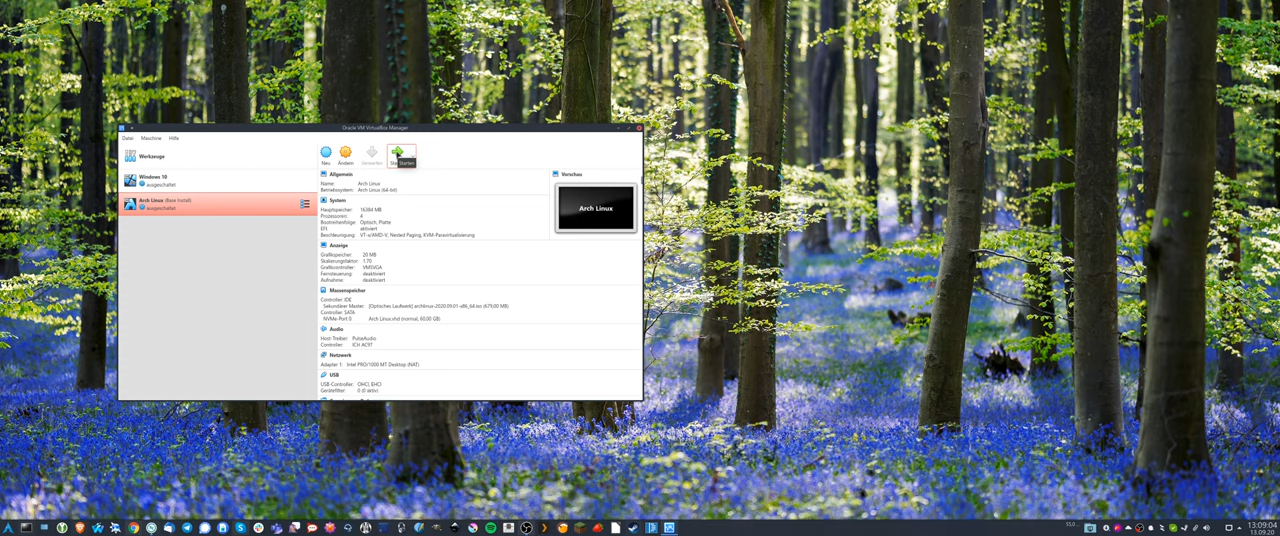 Oracle VM VirtualBox Manager
Datei Maschine Hilfe
Werkzeuge
Neu Ändern Verwerfen Starten
Windows 10
ausgeschaltet
Arch Linux (Base Install)
ausgeschaltet
Allgemein
Name: Arch Linux
Betriebssystem: Arch Linux (64-bit)
System
Hauptspeicher: 16384 MB
Prozessoren: 4
Bootreihenfolge: Optisch, Platte
EFI: aktiviert
Beschleunigung: VT-x/AMD-V, Nested Paging, KVM-Paravirtualisierung
Vorschau
Arch Linux
Anzeige
Grafikspeicher: 20 MB
Skalierungsfaktor: 1.70
Grafikcontroller: VMSVGA
Fernsteuerung: deaktiviert
Aufnahme: deaktiviert
Massenspeicher
Controller: IDE
Sekundärer Master: [Optisches Laufwerk] archlinux-2020.09.01-x86_64.iso (679,00 MB)
Controller: SATA
NVMe-Port 0: Arch Linux.vhd (normal, 60,00 GB)
Audio
Host-Treiber: PulseAudio
Controller: ICH AC97
Netzwerk
Adapter 1: Intel PRO/1000 MT Desktop (NAT)
USB
USB-Controller: OHCI, EHCI
Gerätefilter: 0 (0 aktiv)
13:09:04
13.09.20